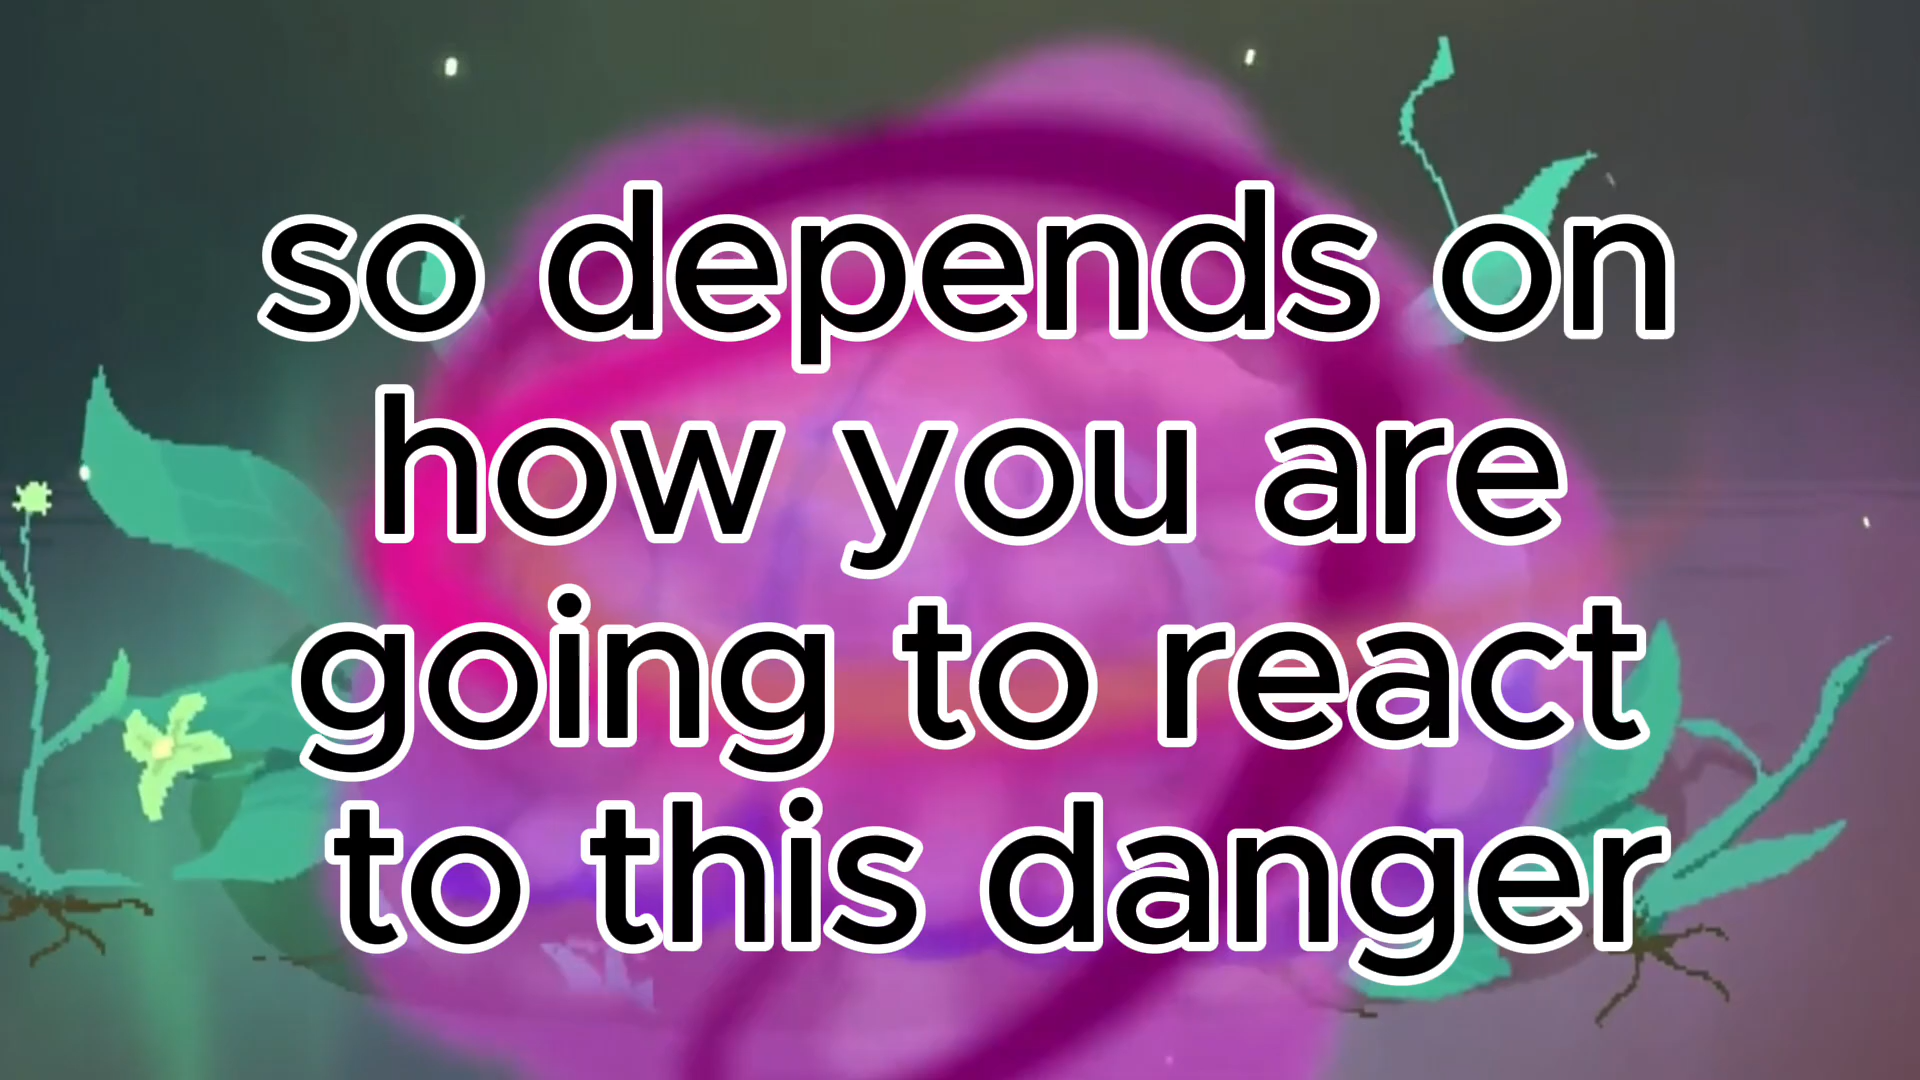 so depends on
how you are
going to react
to this danger